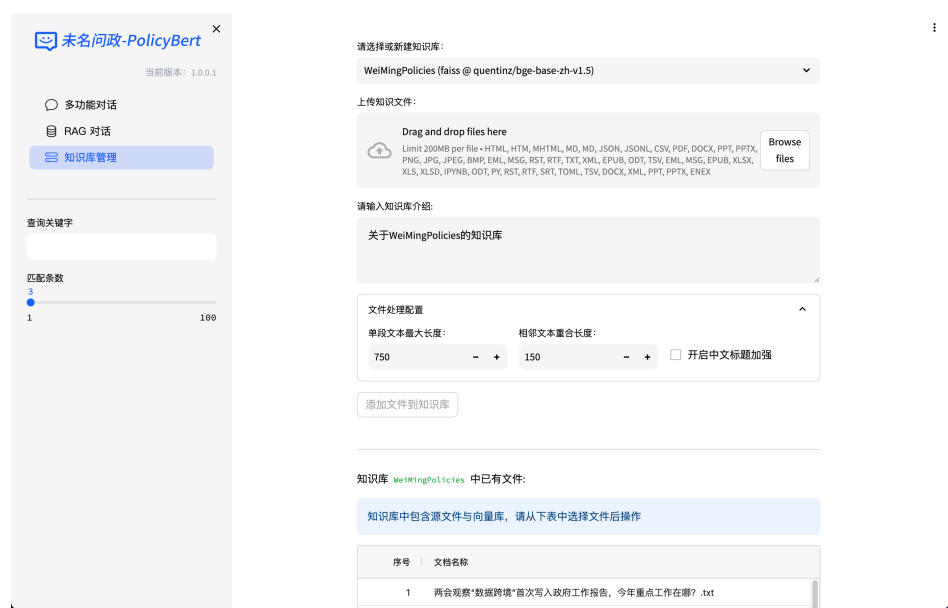 未名问政-PolicyBert
当前版本：1.0.0.1
多功能对话
RAG 对话
知识库管理
查询关键字
匹配条数
3
1
100
请选择或新建知识库：
WeiMingPolicies (faiss @ quentinz/bge-base-zh-v1.5)
上传知识文件：
Drag and drop files here
Limit 200MB per file • HTML, HTM, MHTML, MD, MD, JSON, JSONL, CSV, PDF, DOCX, PPT, PPTX,
PNG, JPG, JPEG, BMP, EML, MSG, RST, RTF, TXT, XML, EPUB, ODT, TSV, EML, MSG, EPUB, XLSX,
XLS, XLSD, IPYNB, ODT, PY, RST, RTF, SRT, TOML, TSV, DOCX, XML, PPT, PPTX, ENEX
Browse
files
请输入知识库介绍:
关于WeiMingPolicies的知识库
文件处理配置
单段文本最大长度：
750
相邻文本重合长度：
150
开启中文标题加强
添加文件到知识库
知识库 WeiMingPolicies 中已有文件:
知识库中包含源文件与向量库，请从下表中选择文件后操作
序号
文档名称
1
两会观察“数据跨境”首次写入政府工作报告，今年重点工作在哪？.txt